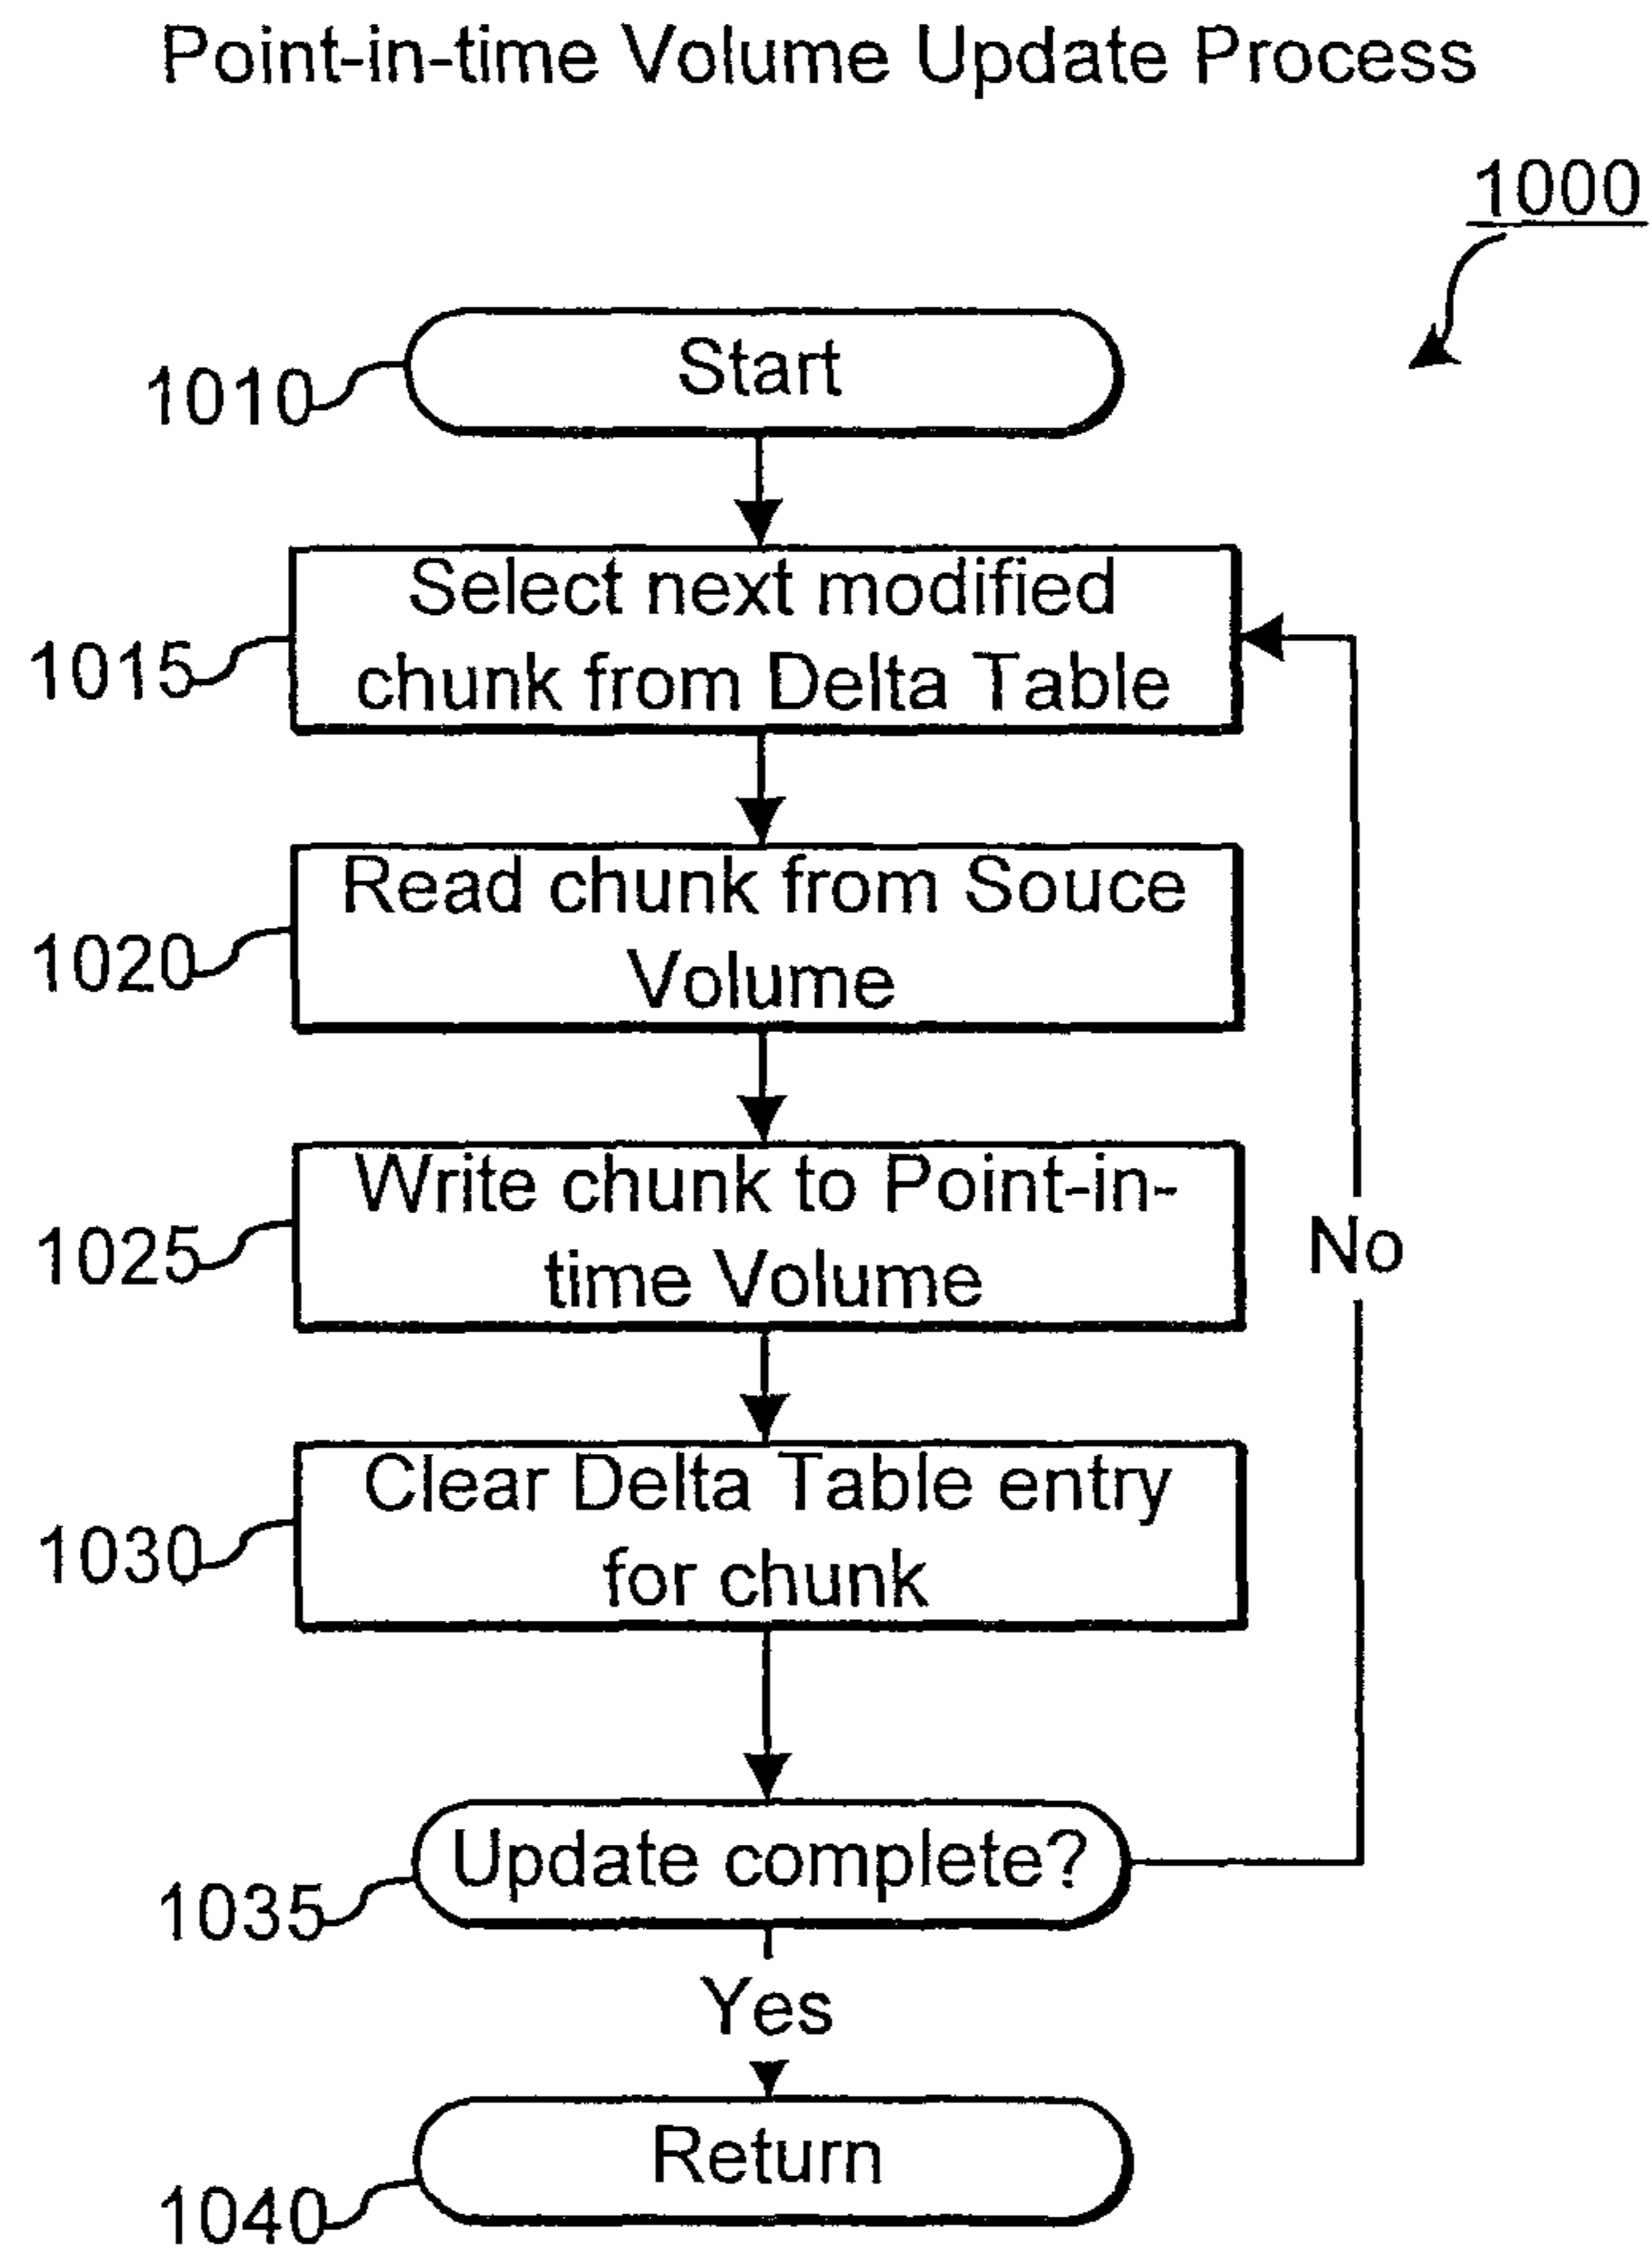 Point-in-time Volume Update Process
1000
1010
Start
1015
Select next modified
chunk from Delta Table
1020
Read chunk from Souce
Volume
1025
Write chunk to Point-in-
time Volume
No
1030
Clear Delta Table entry
for chunk
1035
Update complete?
Yes
1040
Return